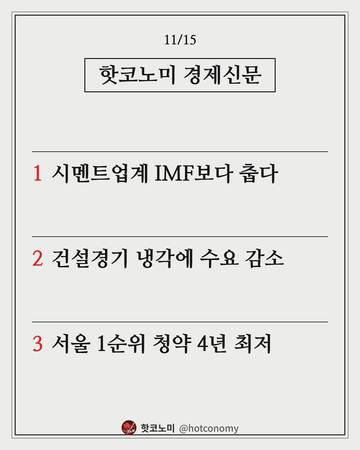 11/15
핫코노미 경제신문
1 시멘트업계 IMF보다 춥다
2 건설경기 냉각에 수요 감소
3 서울 1순위 청약 4년 최저
핫코노미 @hotconomy